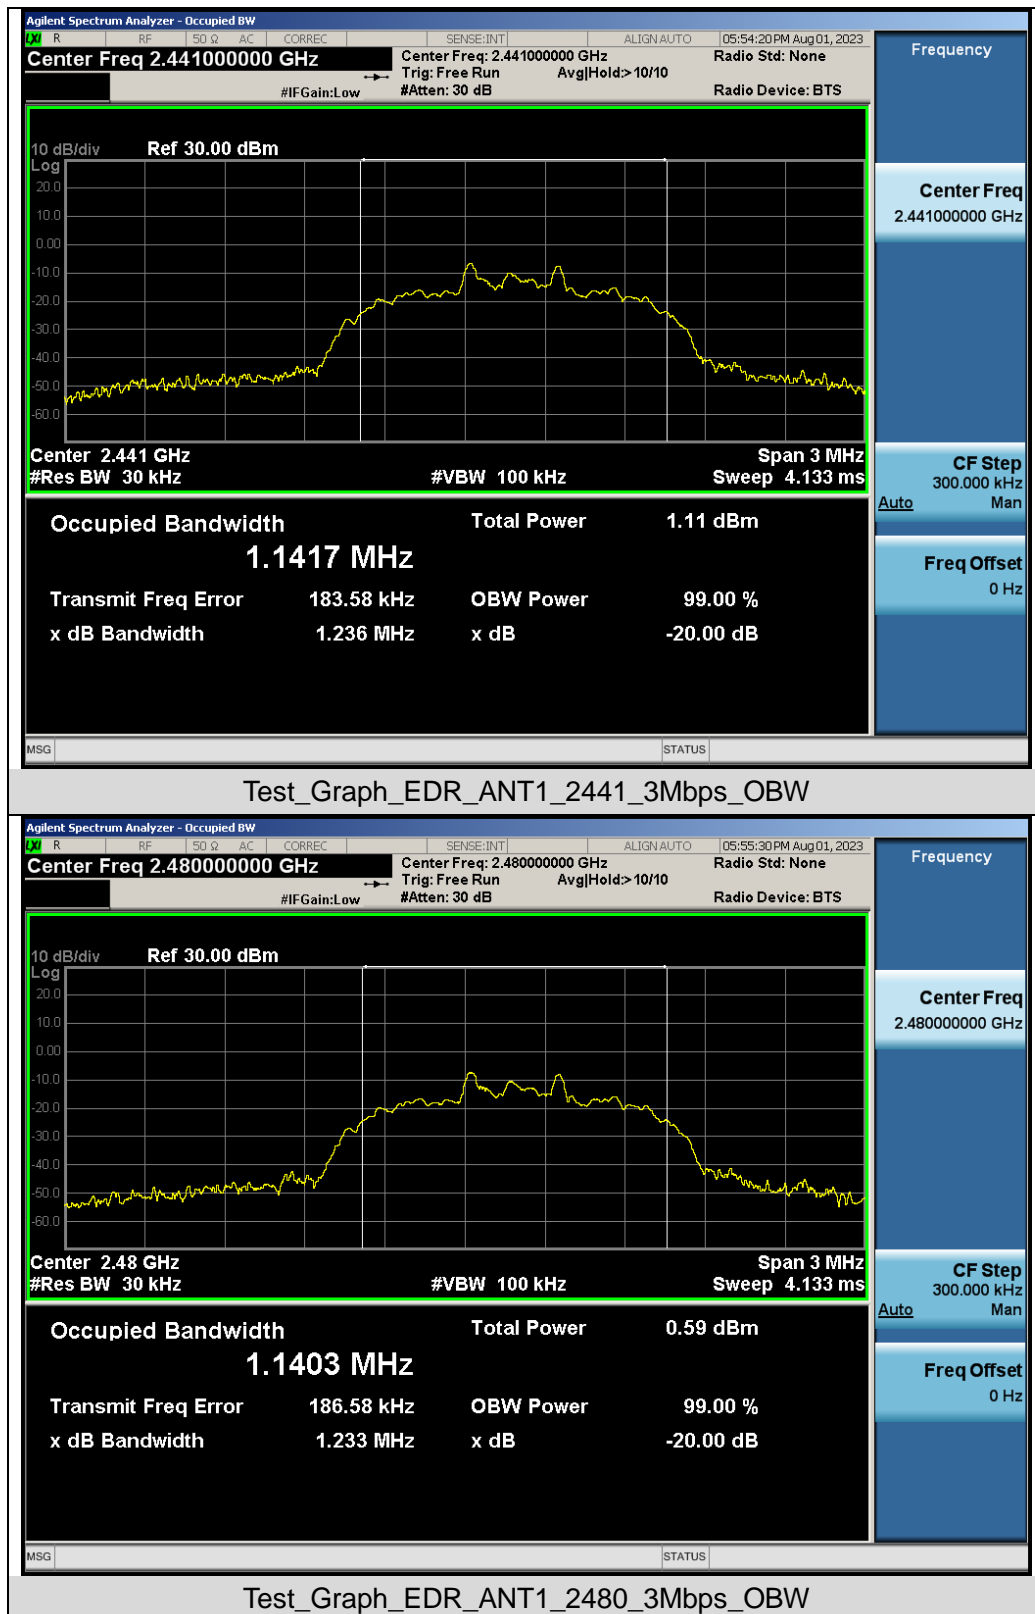 Agilent Spectrum Analyzer - Occupied BW
LXI R RF 50 Ω AC CORREC SENSE:INT ALIGN AUTO 05:54:20 PM Aug 01, 2023
Center Freq 2.441000000 GHz Center Freq: 2.441000000 GHz Radio Std: None Frequency
Trig: Free Run Avg|Hold:> 10/10
#IFGain:Low #Atten: 30 dB Radio Device: BTS
10 dB/div Ref 30.00 dBm
Log
20.0
10.0
0.00
-10.0
-20.0
-30.0
-40.0
-50.0
-60.0
Center Freq
2.441000000 GHz
Center 2.441 GHz Span 3 MHz
#Res BW 30 kHz #VBW 100 kHz Sweep 4.133 ms
CF Step
300.000 kHz
Auto Man
Freq Offset
0 Hz
Occupied Bandwidth Total Power 1.11 dBm
1.1417 MHz
Transmit Freq Error 183.58 kHz OBW Power 99.00 %
x dB Bandwidth 1.236 MHz x dB -20.00 dB
MSG STATUS
Test_Graph_EDR_ANT1_2441_3Mbps_OBW
Agilent Spectrum Analyzer - Occupied BW
LXI R RF 50 Ω AC CORREC SENSE:INT ALIGN AUTO 05:55:30 PM Aug 01, 2023
Center Freq 2.480000000 GHz Center Freq: 2.480000000 GHz Radio Std: None Frequency
Trig: Free Run Avg|Hold:> 10/10
#IFGain:Low #Atten: 30 dB Radio Device: BTS
10 dB/div Ref 30.00 dBm
Log
20.0
10.0
0.00
-10.0
-20.0
-30.0
-40.0
-50.0
-60.0
Center Freq
2.480000000 GHz
Center 2.48 GHz Span 3 MHz
#Res BW 30 kHz #VBW 100 kHz Sweep 4.133 ms
CF Step
300.000 kHz
Auto Man
Freq Offset
0 Hz
Occupied Bandwidth Total Power 0.59 dBm
1.1403 MHz
Transmit Freq Error 186.58 kHz OBW Power 99.00 %
x dB Bandwidth 1.233 MHz x dB -20.00 dB
MSG STATUS
Test_Graph_EDR_ANT1_2480_3Mbps_OBW